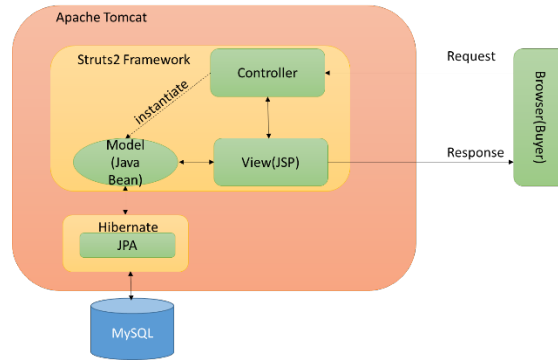 Apache Tomcat
Struts2 Framework
Controller
Request
instantiate
Model
(Java
Bean)
View(JSP)
Response
Browser(Buyer)
Hibernate
JPA
MySQL